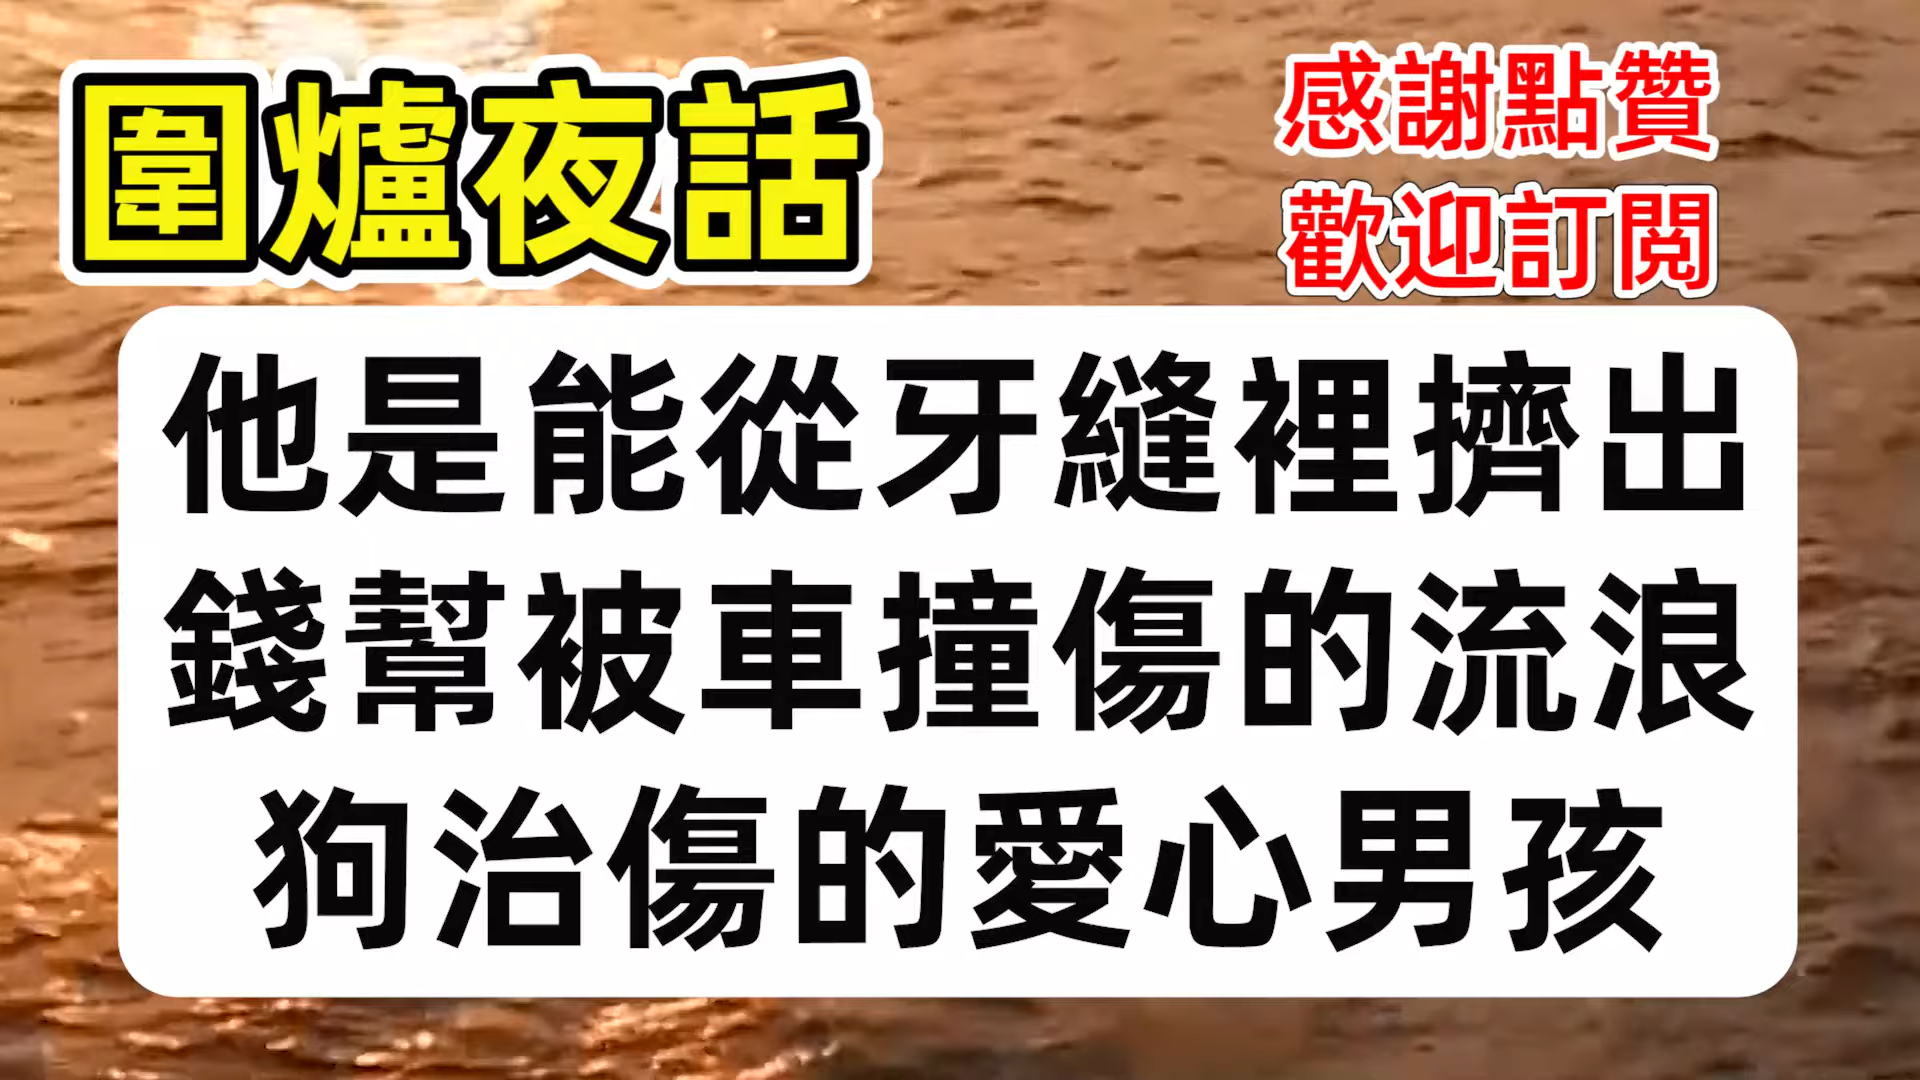 圍爐夜話
感謝點贊
歡迎訂閱
他是能從牙縫裡擠出
錢幫被車撞傷的流浪
狗治傷的愛心男孩